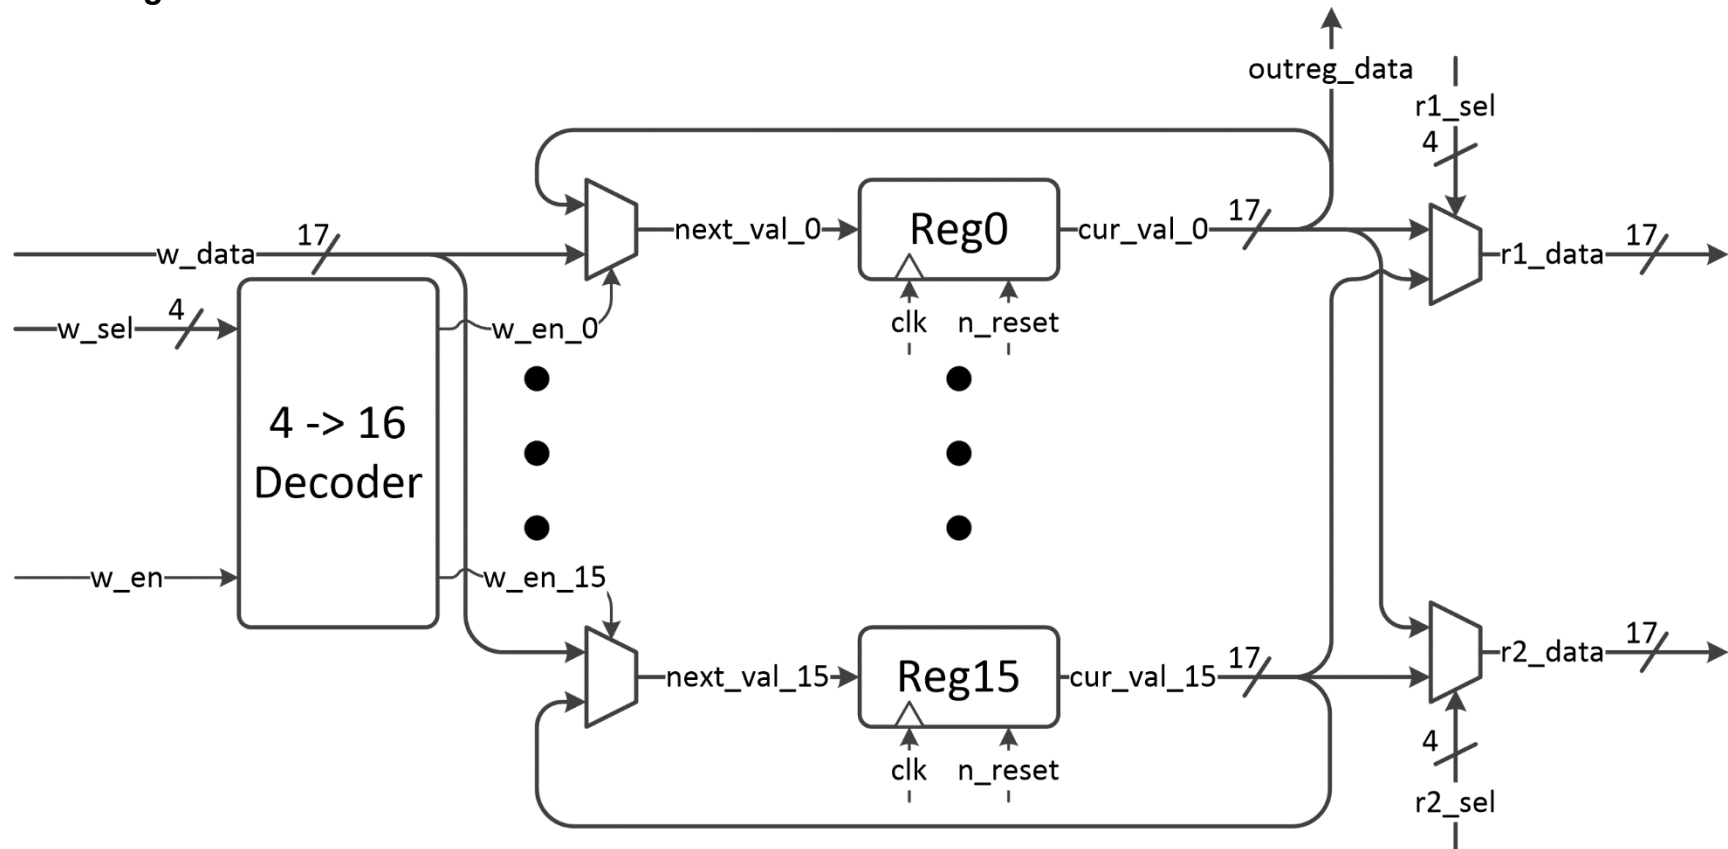 g
outreg_data
r1_sel
4
17
w_data
next_val_0
Reg0
cur_val_0
17
r1_data
17
4
w_sel
w_en_0
clk
n_reset
4 -> 16
Decoder
w_en
w_en_15
next_val_15
Reg15
cur_val_15
17
r2_data
17
clk
n_reset
4
r2_sel